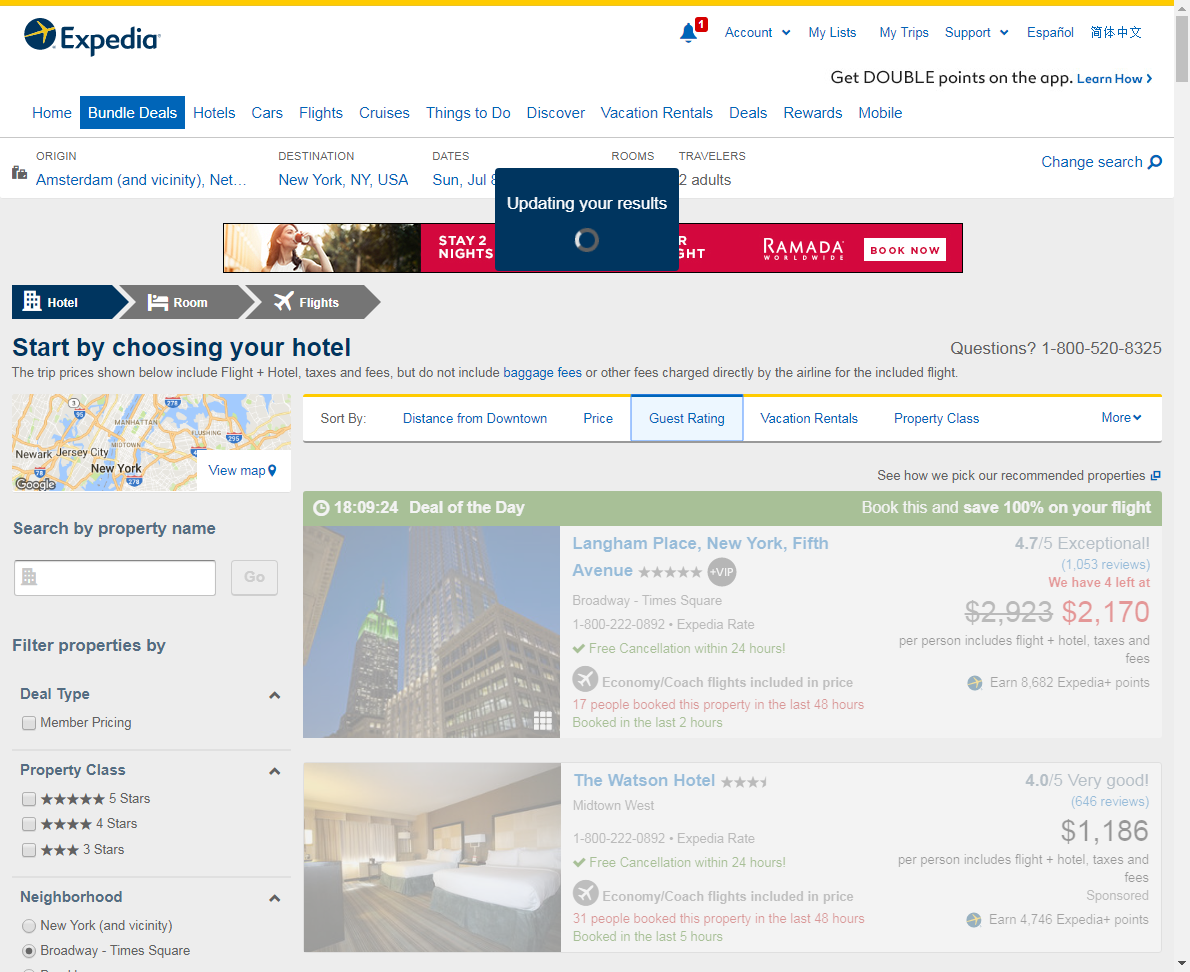 Expedia
1
Account
My Lists
My Trips
Support
Español
简体中文
Get DOUBLE points on the app. Learn How
Home
Bundle Deals
Hotels
Cars
Flights
Cruises
Things to Do
Discover
Vacation Rentals
Deals
Rewards
Mobile
ORIGIN
DESTINATION
DATES
ROOMS
TRAVELERS
Amsterdam (and vicinity), Net...
New York, NY, USA
Sun, Jul
2 adults
Change search
Updating your results
STAY 2
NIGHTS
RAMADA
WORLDWIDE
BOOK NOW
Hotel
Room
Flights
Start by choosing your hotel
Questions? 1-800-520-8325
The trip prices shown below include Flight + Hotel, taxes and fees, but do not include baggage fees or other fees charged directly by the airline for the included flight.
MANHATTAN
FLUSHING
MIDTOWN
Newark
Jersey City
New York
3
95
278
295
78
278
Google
View map
Sort By:
Distance from Downtown
Price
Guest Rating
Vacation Rentals
Property Class
More
See how we pick our recommended properties
Search by property name
Go
Filter properties by
Deal Type
Member Pricing
Property Class
5 Stars
4 Stars
3 Stars
Neighborhood
New York (and vicinity)
Broadway - Times Square
18:09:24 Deal of the Day
Book this and save 100% on your flight
Langham Place, New York, Fifth
Avenue
+VIP
Broadway - Times Square
1-800-222-0892 • Expedia Rate
Free Cancellation within 24 hours!
Economy/Coach flights included in price
17 people booked this property in the last 48 hours
Booked in the last 2 hours
4.7/5 Exceptional!
(1,053 reviews)
We have 4 left at
$2,923 $2,170
per person includes flight + hotel, taxes and
fees
Earn 8,682 Expedia+ points
The Watson Hotel
Midtown West
1-800-222-0892 • Expedia Rate
Free Cancellation within 24 hours!
Economy/Coach flights included in price
31 people booked this property in the last 48 hours
Booked in the last 5 hours
4.0/5 Very good!
(646 reviews)
$1,186
per person includes flight + hotel, taxes and
fees
Sponsored
Earn 4,746 Expedia+ points